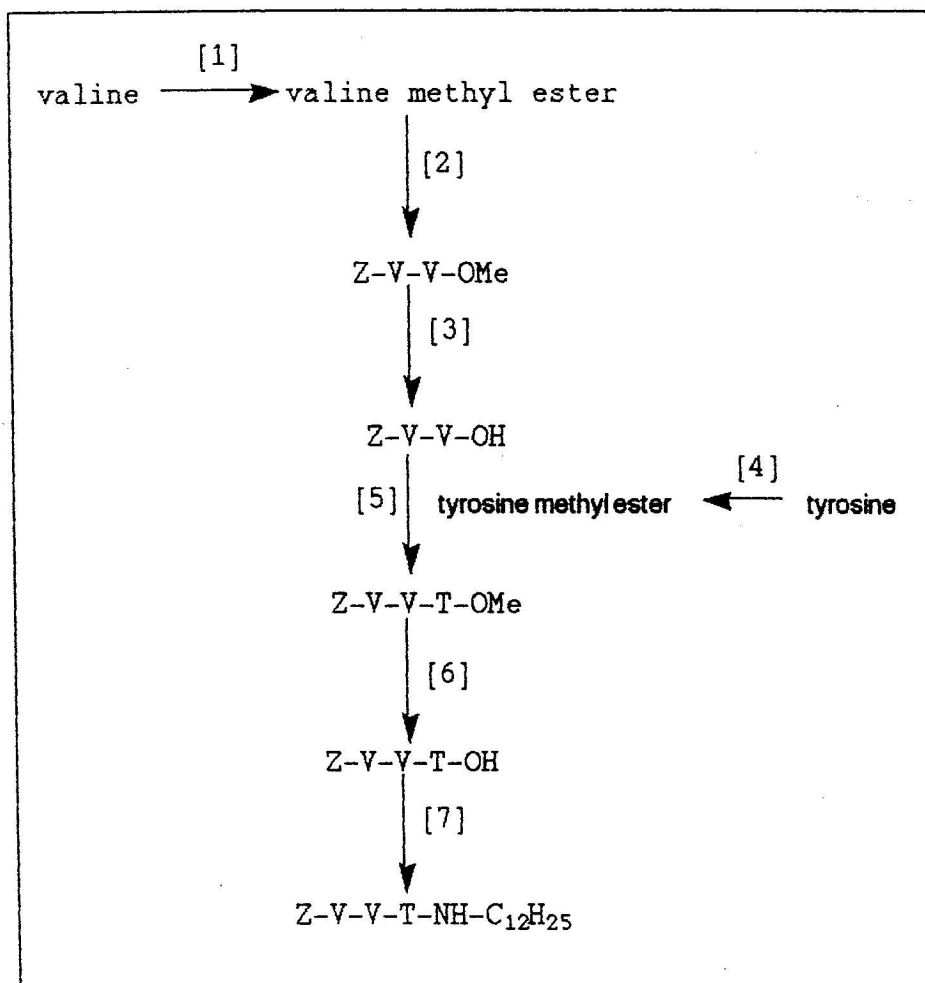 [1]
valine valine methyl ester
[2]
Z-V-V-OMe
[3]
Z-V-V-OH
[4]
[5] tyrosine methyl ester tyrosine
Z-V-V-T-OMe
[6]
Z-V-V-T-OH
[7]
Z-V-V-T-NH-C₁₂H₂₅